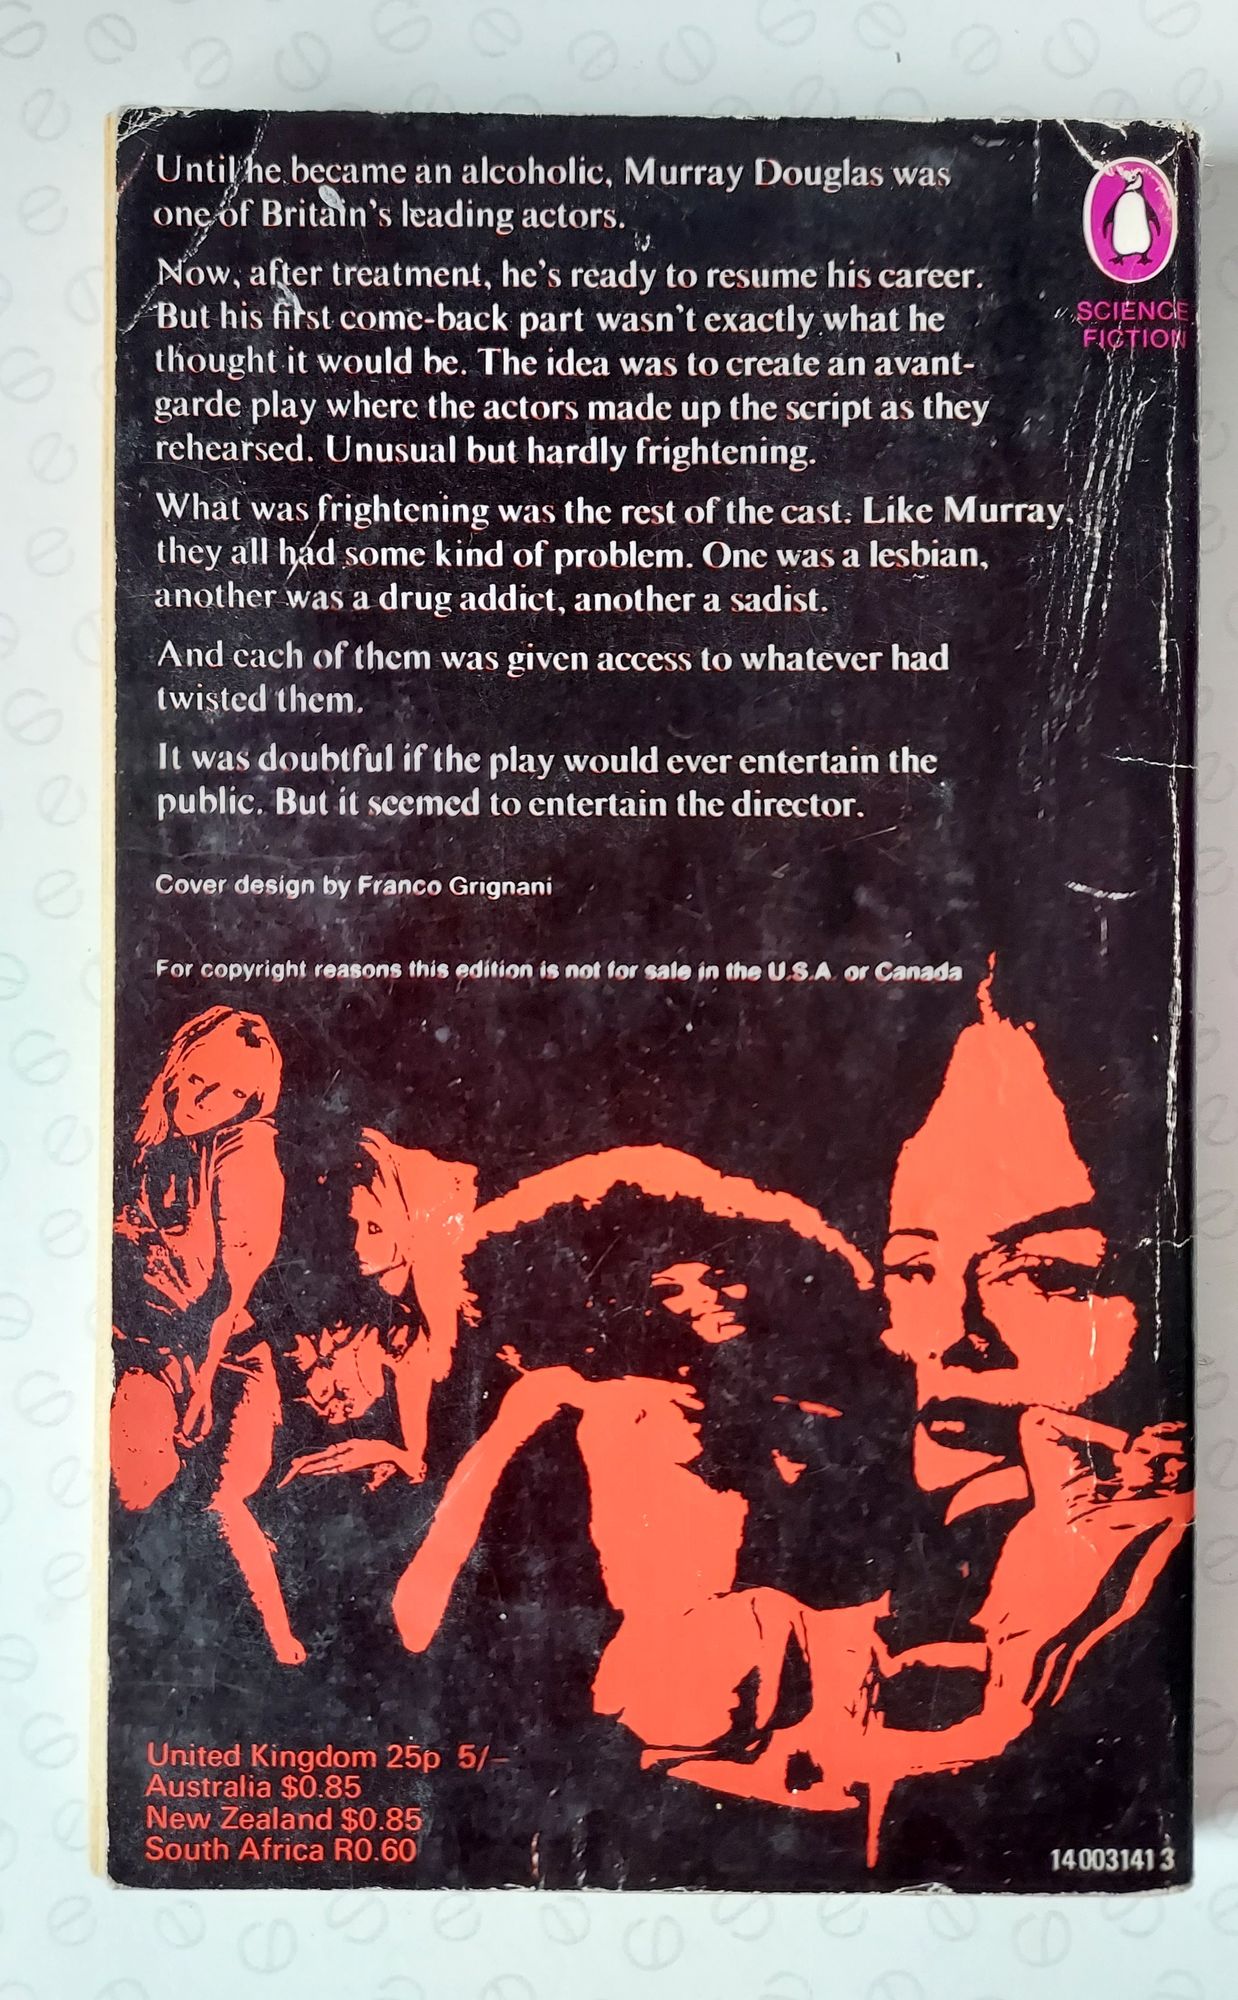 Until he became an alcoholic, Murray Douglas was
one of Britain's leading actors.
Now, after treatment, he's ready to resume his career.
But his first come-back part wasn't exactly what he
thought it would be. The idea was to create an avant-
garde play where the actors made up the script as they
rehearsed. Unusual but hardly frightening.
What was frightening was the rest of the cast. Like Murray,
they all had some kind of problem. One was a lesbian,
another was a drug addict, another a sadist.
And each of them was given access to whatever had
twisted them.
It was doubtful if the play would ever entertain the
public. But it seemed to entertain the director.
Cover design by Franco Grignani
For copyright reasons this edition is not for sale in the U.S.A. or Canada
SCIENCE
FICTION
United Kingdom 25p 5/-
Australia $0.85
New Zealand $0.85
South Africa R0.60
14 003141 3